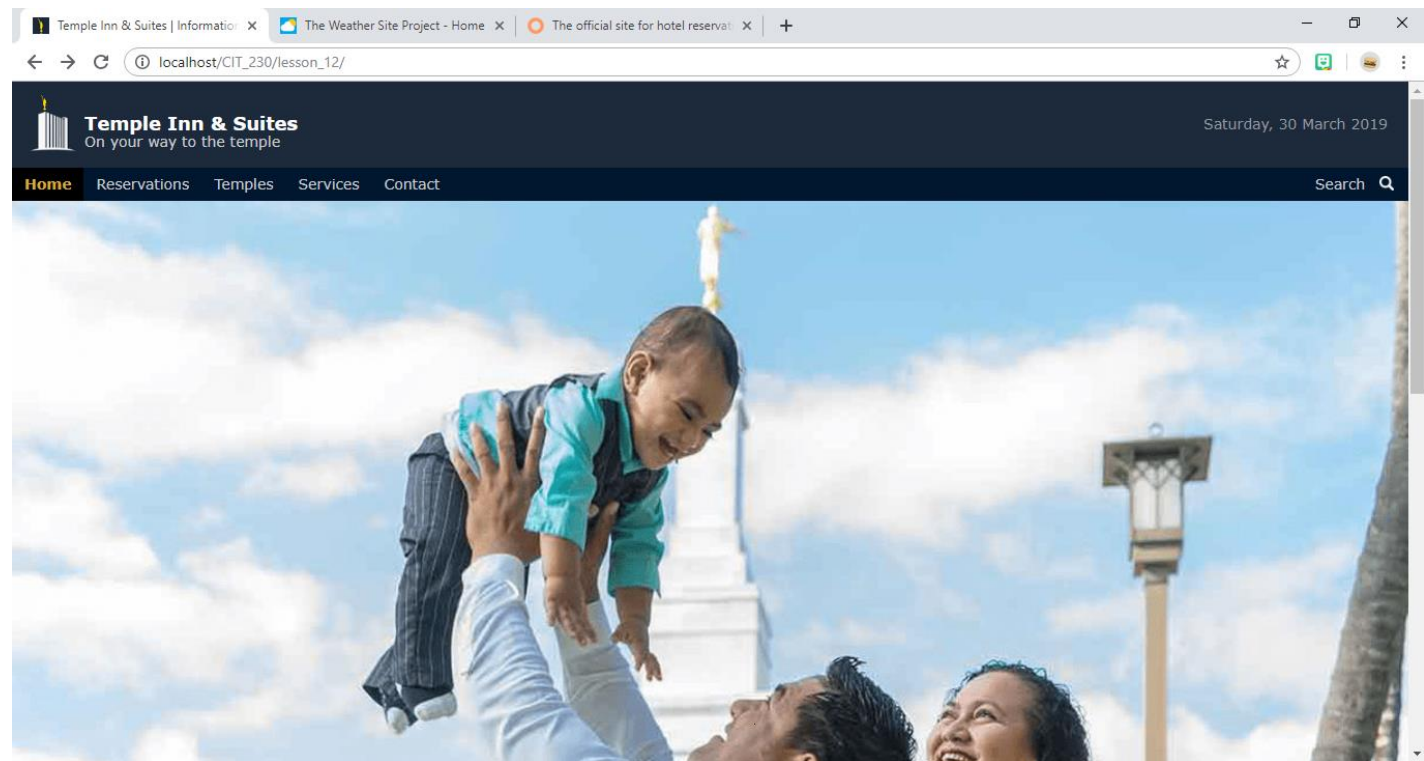 Temple Inn & Suites | Information
The Weather Site Project - Home
The official site for hotel reservat
localhost/CIT_230/lesson_12/
Temple Inn & Suites
On your way to the temple
Saturday, 30 March 2019
Home Reservations Temples Services Contact Search